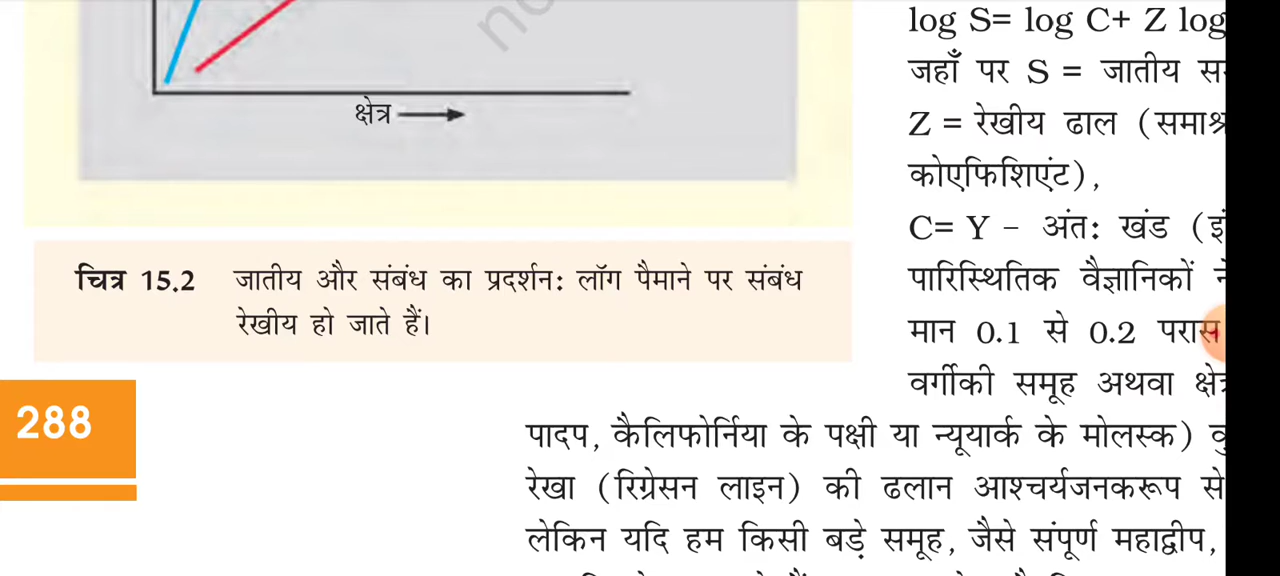 क्षेत्र
चित्र 15.2 जातीय और संबंध का प्रदर्शन: लॉग पैमाने पर संबंध
रेखीय हो जाते हैं।
288
log S= log C+ Z log
जहाँ पर S = जातीय
Z = रेखीय ढाल
कोएफिशिएंट),
C= Y – अंत: खंड
पारिस्थितिक वैज्ञानिकों
मान 0.1 से 0.2 परास
वर्गीकी समूह अथवा
पादप, कैलिफोर्निया के पक्षी या न्यूयार्क के मोलस्क)
रेखा (रिग्रेसन लाइन) की ढलान आश्चर्यजनकरूप से
लेकिन यदि हम किसी बड़े समूह, जैसे संपूर्ण महाद्वीप,